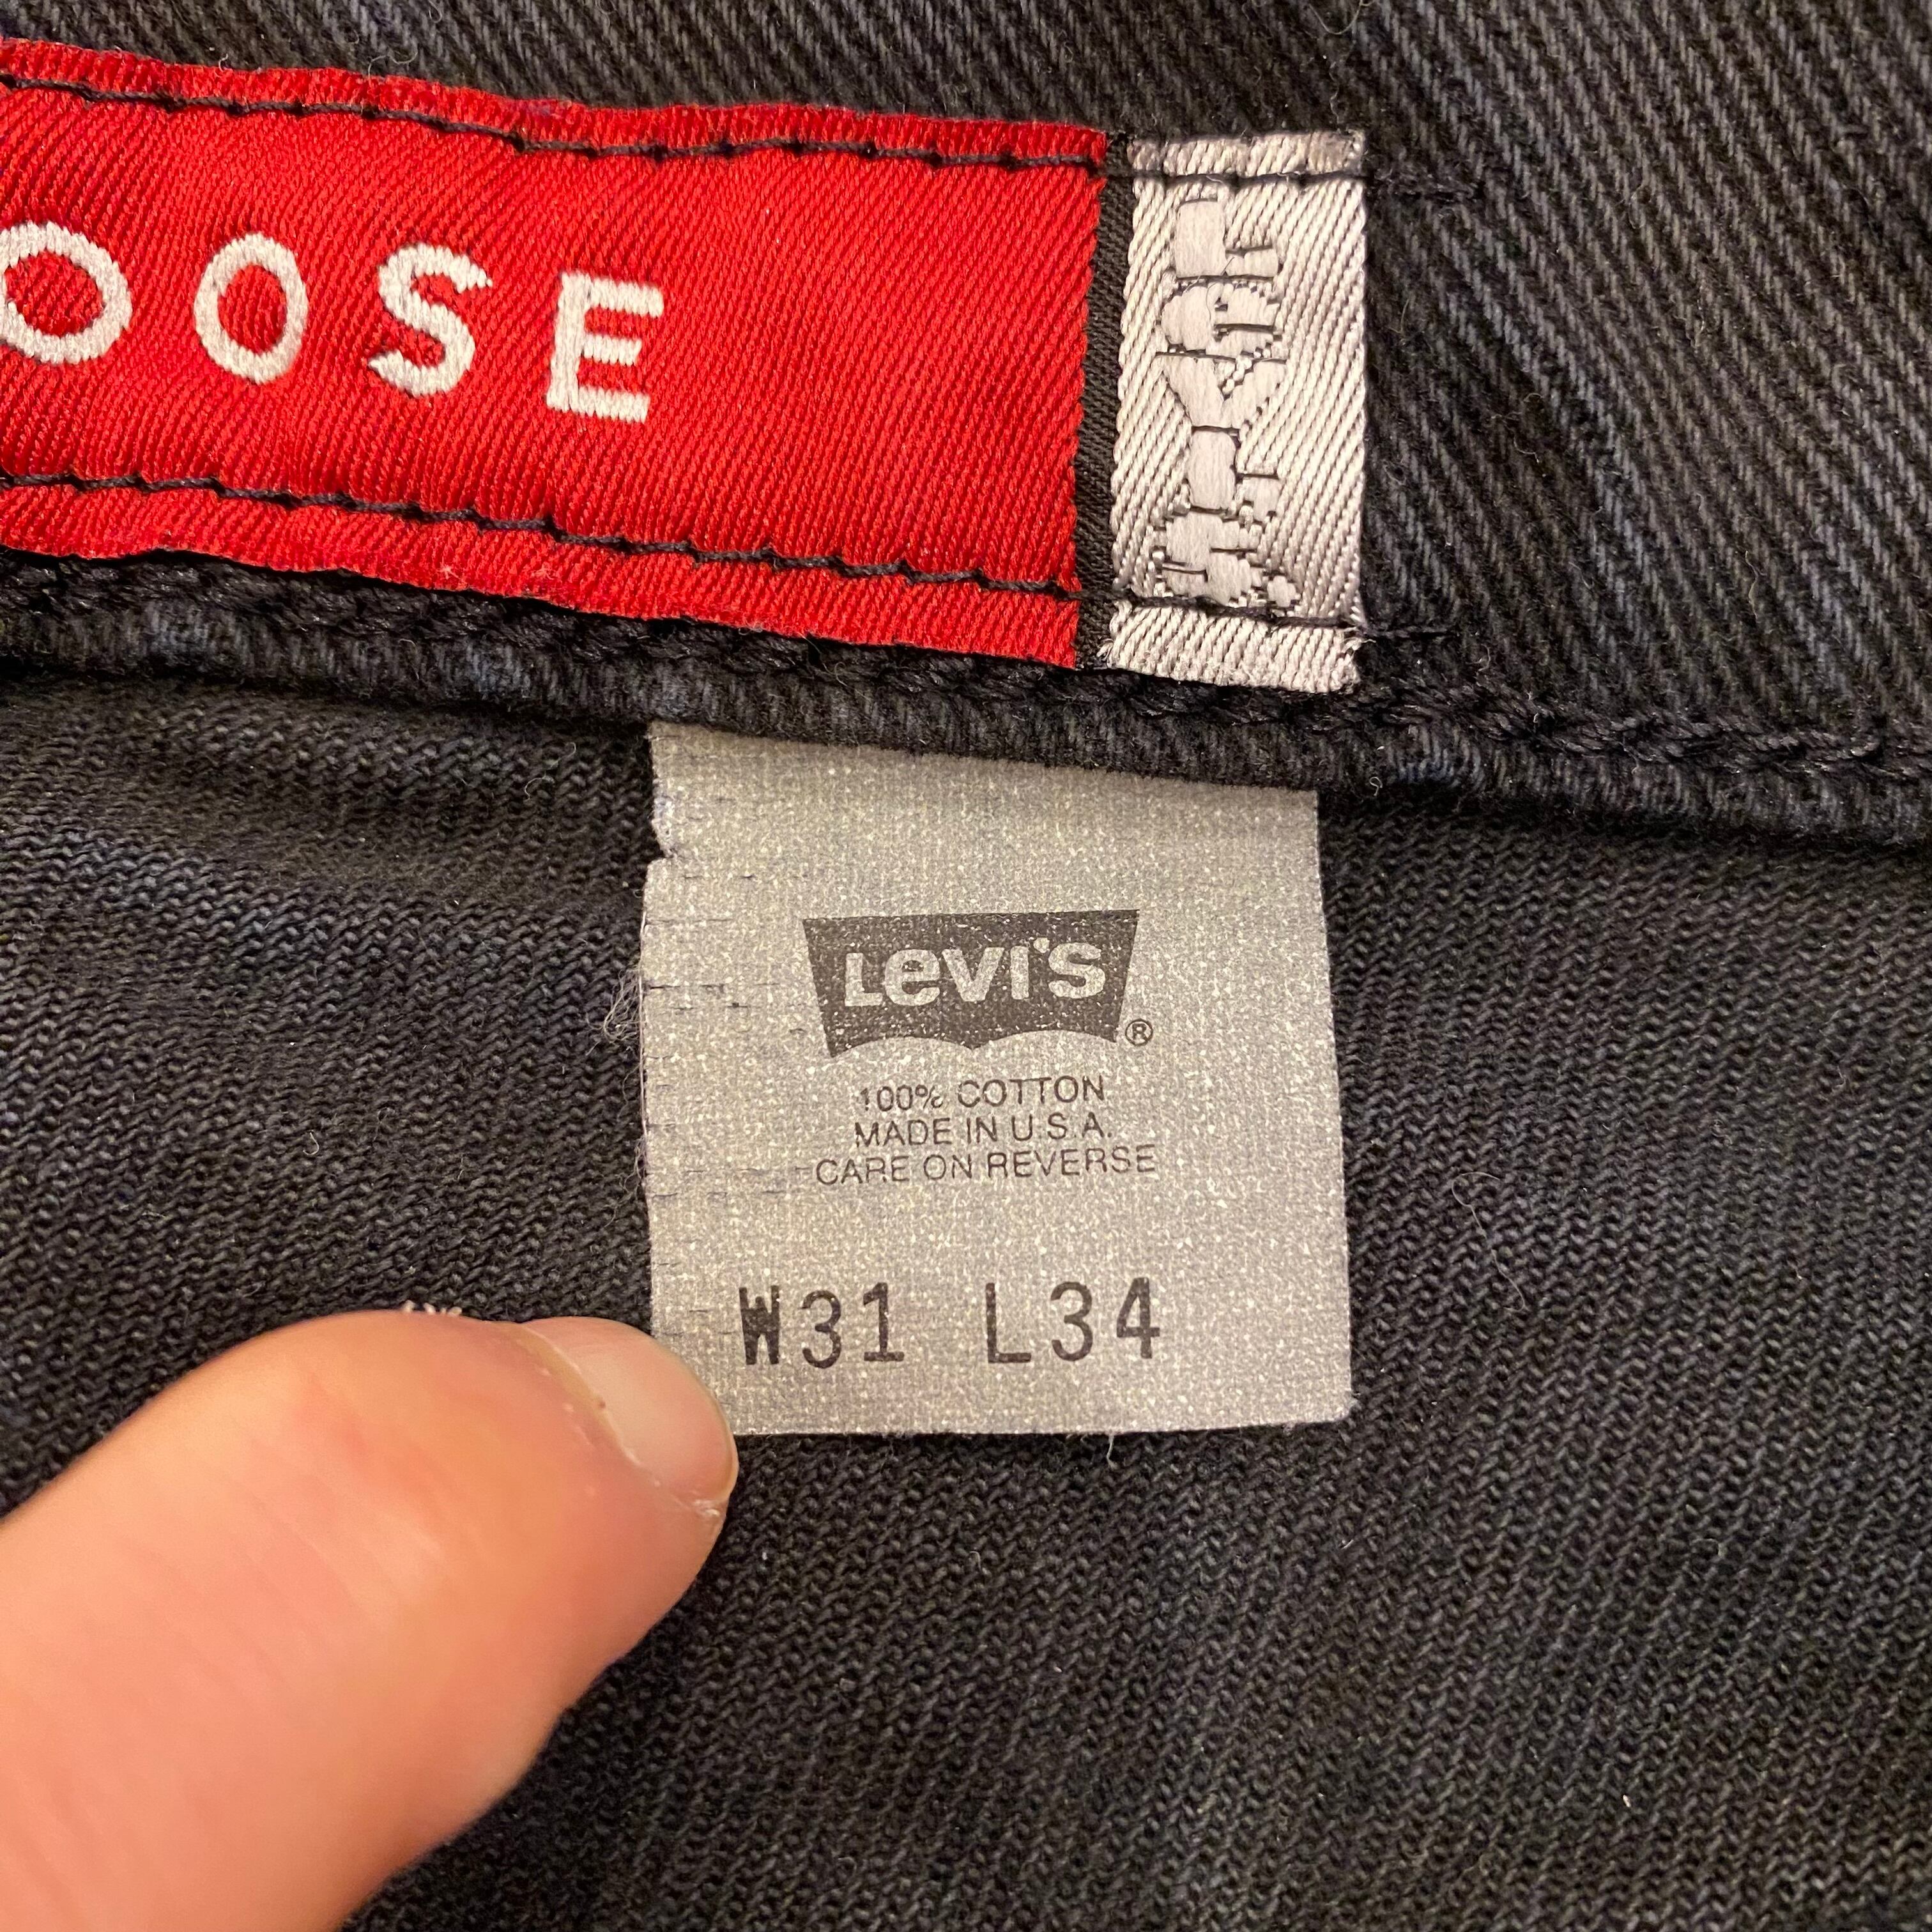 OOSE
LEVI'S®
100% COTTON
MADE IN U.S.A.
CARE ON REVERSE
W31 L34